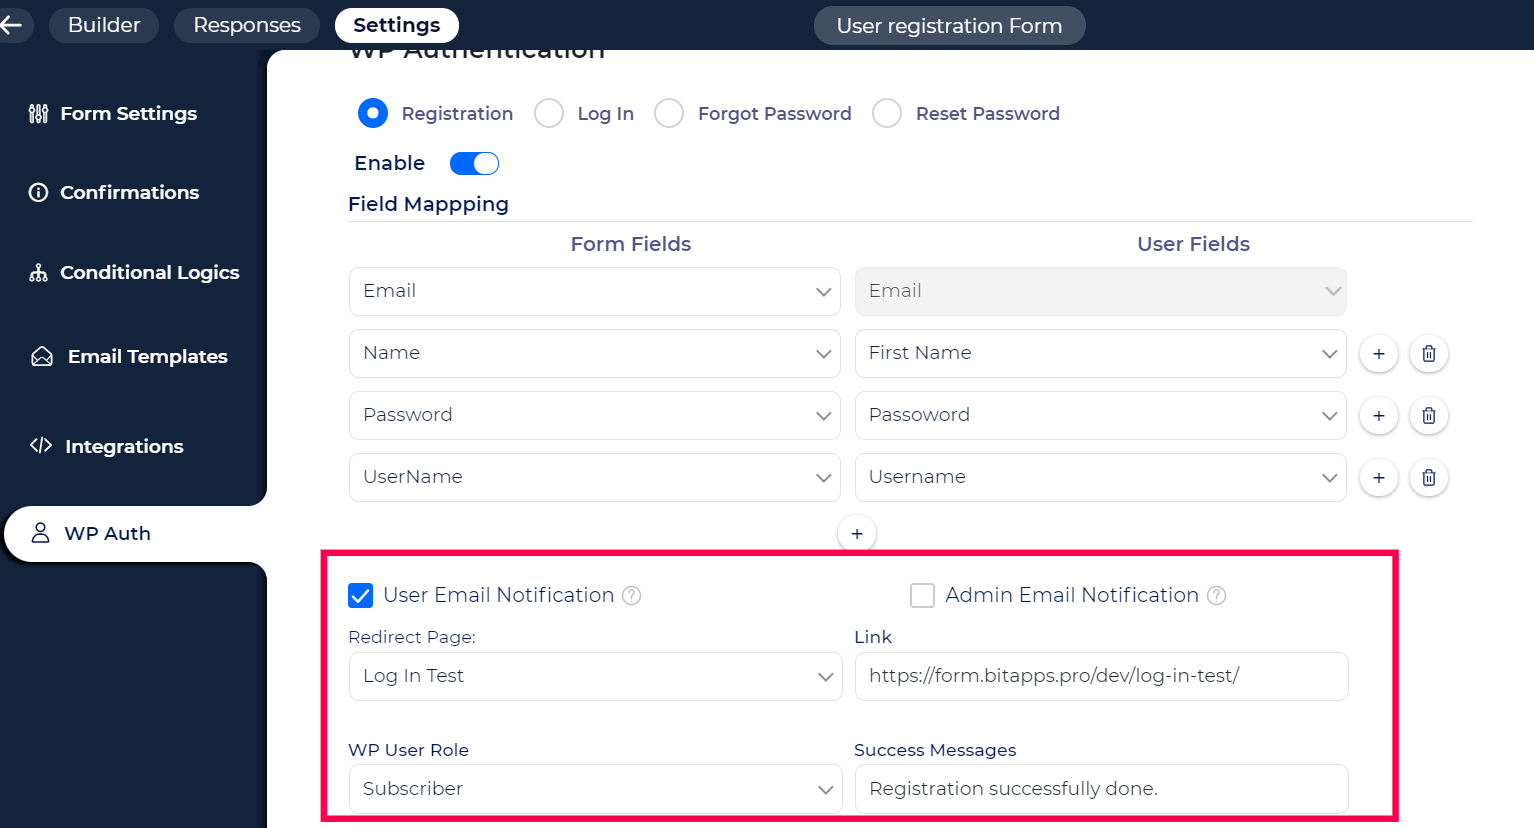 Builder Responses Settings User registration Form
WP Authentication
Form Settings
Confirmations
Conditional Logics
Email Templates
Integrations
WP Auth
Registration Log In Forgot Password Reset Password
Enable
Field Mappping
Form Fields User Fields
Email Email
Name First Name
Password Passoword
UserName Username
User Email Notification Admin Email Notification
Redirect Page: Link
Log In Test https://form.bitapps.pro/dev/log-in-test/
WP User Role Success Messages
Subscriber Registration successfully done.